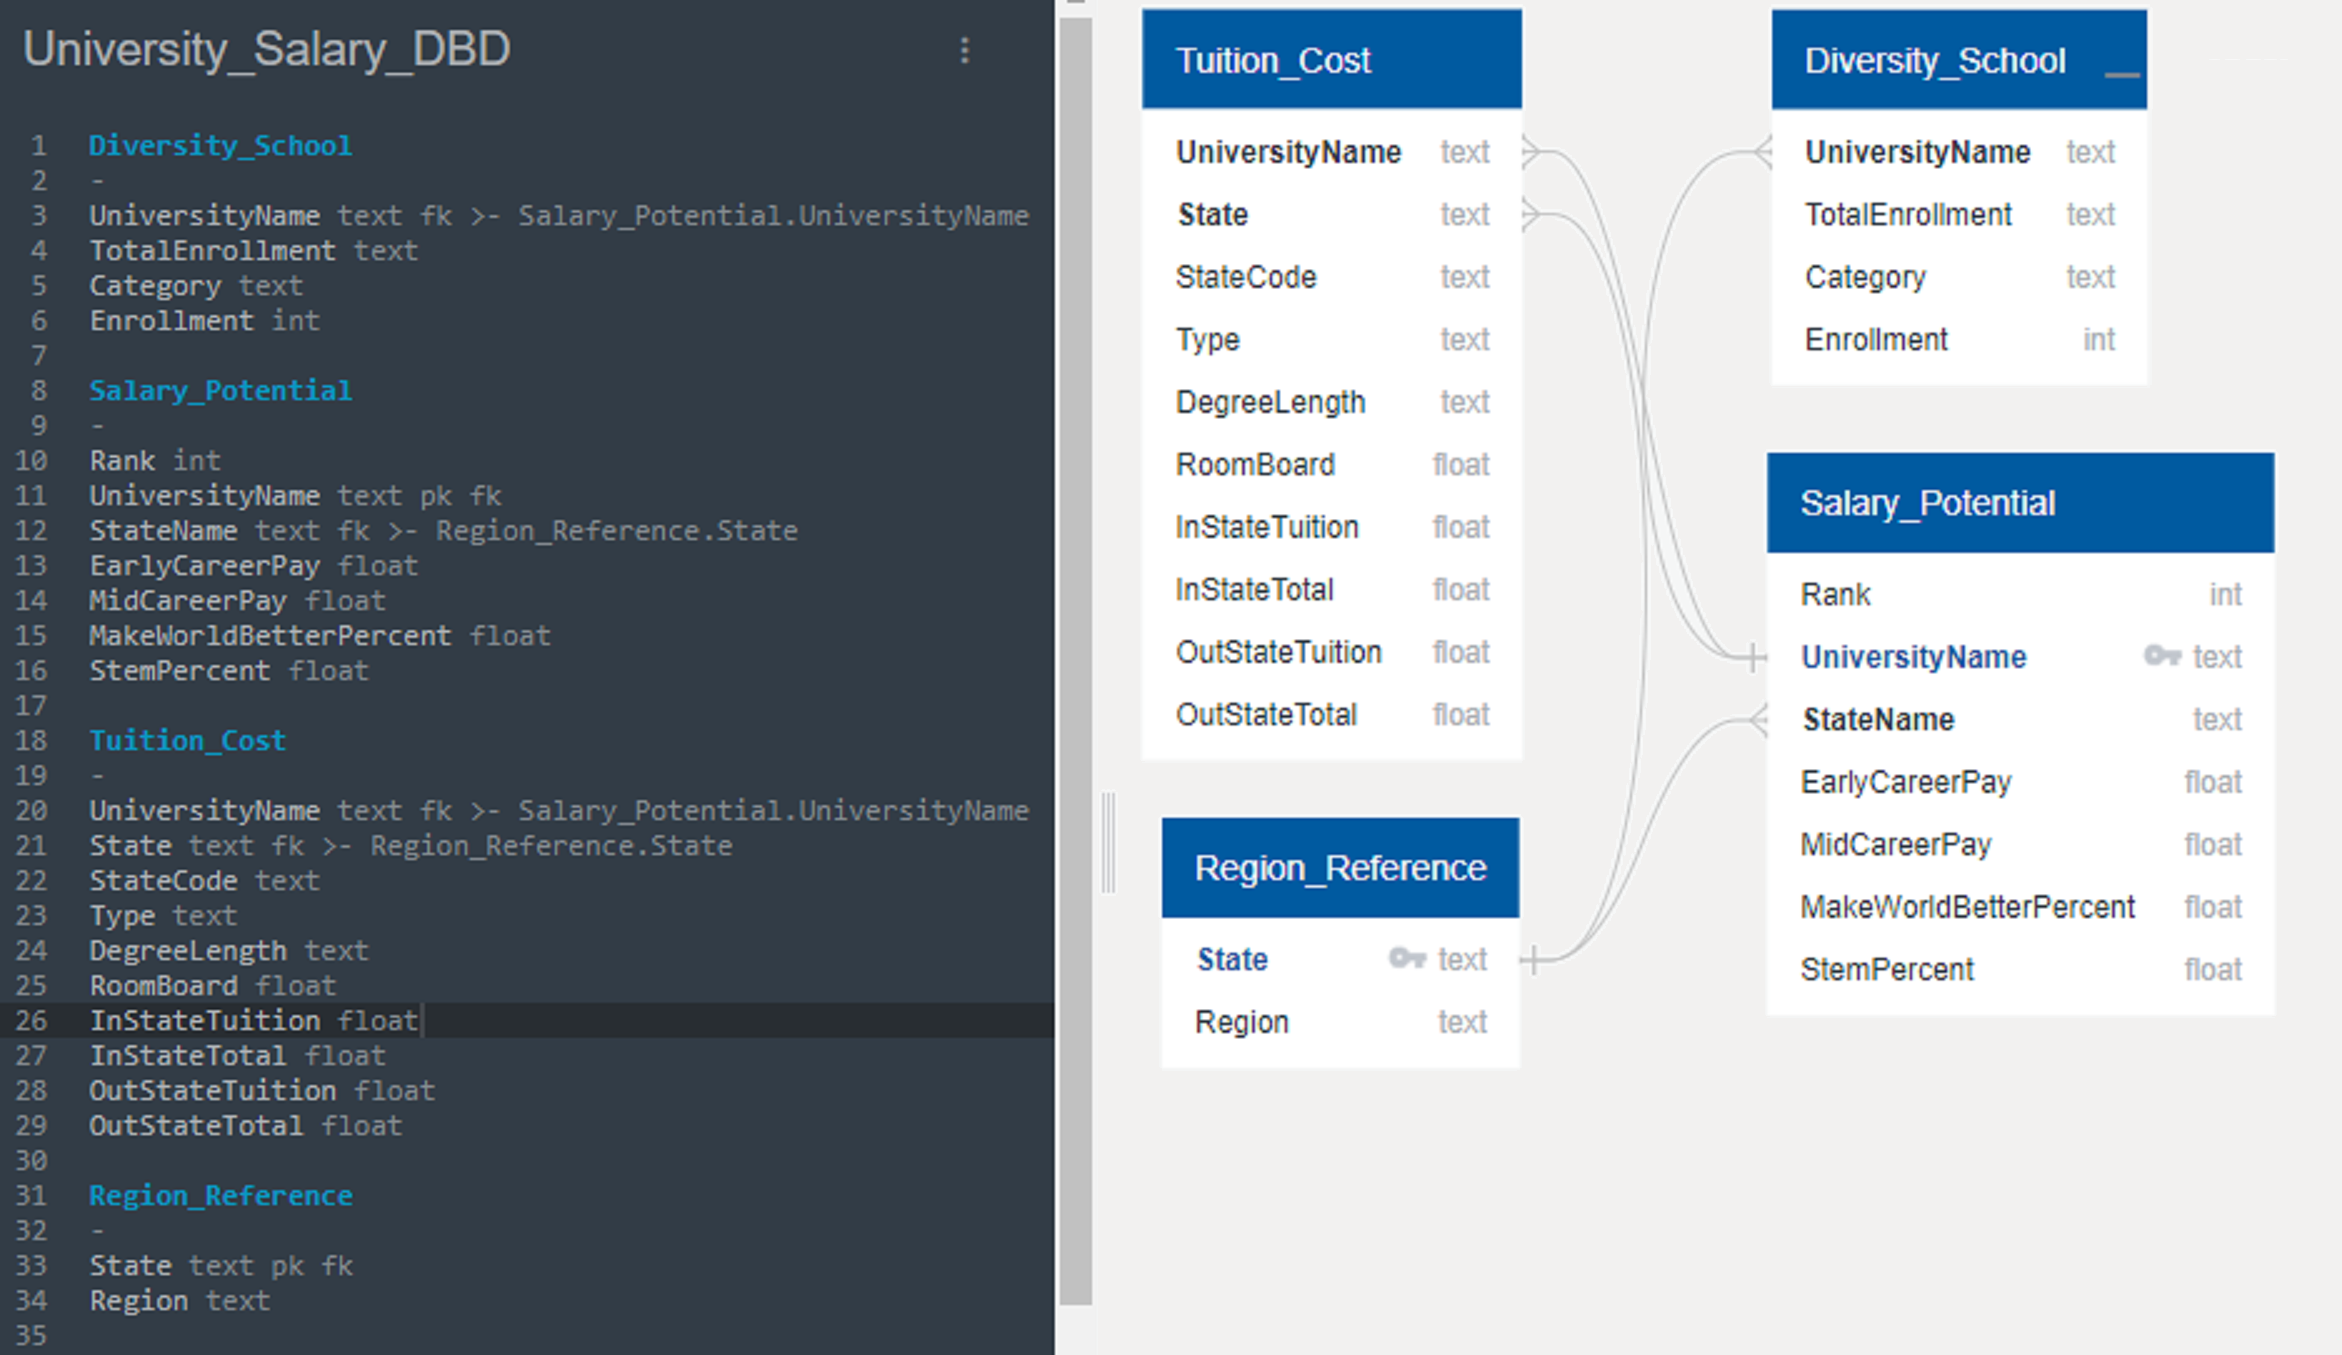 University_Salary_DBD
1 Diversity_School
2 -
3 UniversityName text fk >- Salary_Potential.UniversityName
4 TotalEnrollment text
5 Category text
6 Enrollment int
7
8 Salary_Potential
9 -
10 Rank int
11 UniversityName text pk fk
12 StateName text fk >- Region_Reference.State
13 EarlyCareerPay float
14 MidCareerPay float
15 MakeWorldBetterPercent float
16 StemPercent float
17
18 Tuition_Cost
19 -
20 UniversityName text fk >- Salary_Potential.UniversityName
21 State text fk >- Region_Reference.State
22 StateCode text
23 Type text
24 DegreeLength text
25 RoomBoard float
26 InStateTuition float
27 InStateTotal float
28 OutStateTuition float
29 OutStateTotal float
30
31 Region_Reference
32 -
33 State text pk fk
34 Region text
35
Tuition_Cost
UniversityName text
State text
StateCode text
Type text
DegreeLength text
RoomBoard float
InStateTuition float
InStateTotal float
OutStateTuition float
OutStateTotal float
Region_Reference
State text
Region text
Diversity_School
UniversityName text
TotalEnrollment text
Category text
Enrollment int
Salary_Potential
Rank int
UniversityName text
StateName text
EarlyCareerPay float
MidCareerPay float
MakeWorldBetterPercent float
StemPercent float